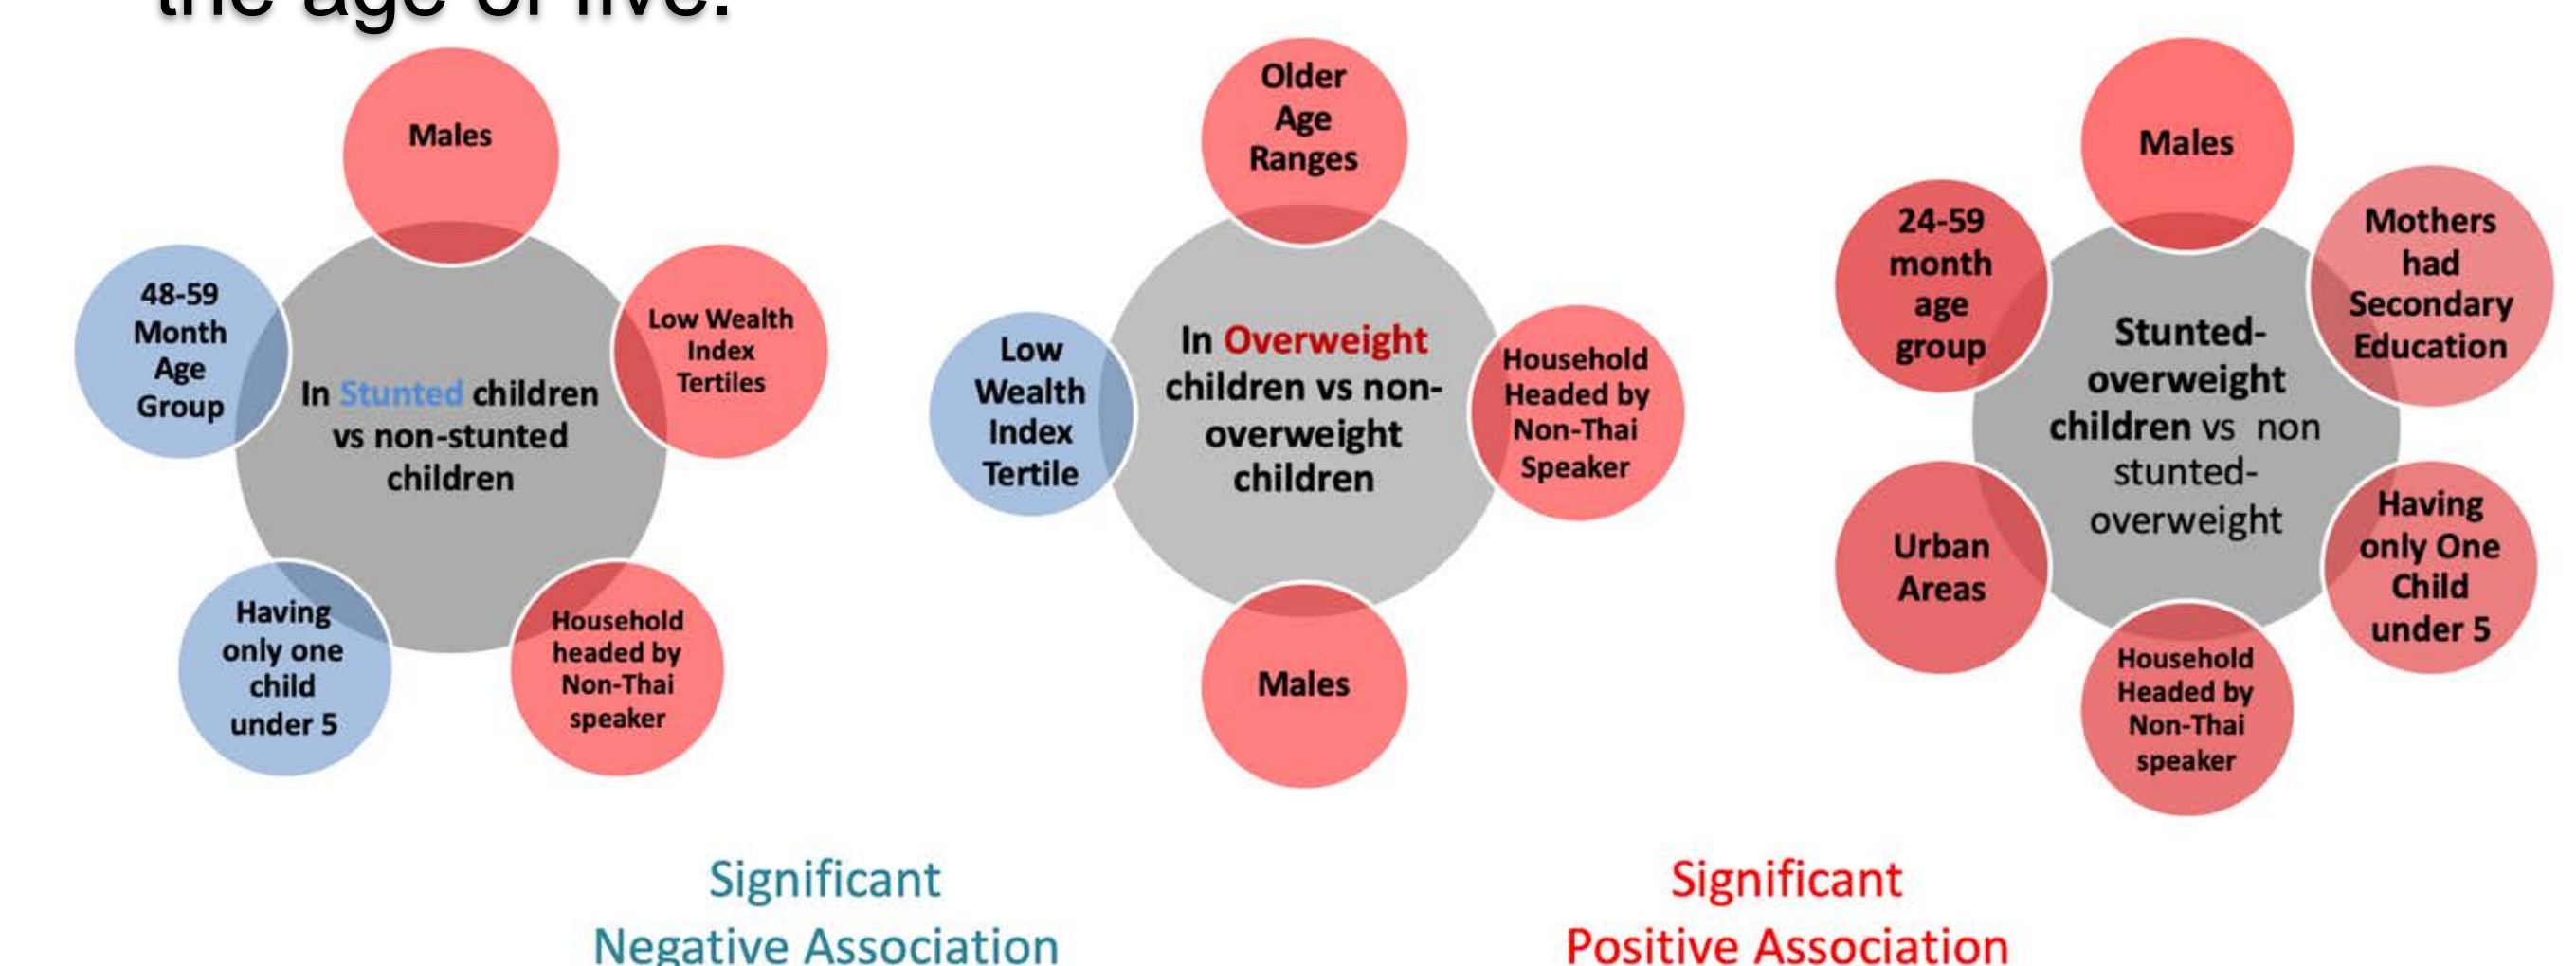 the age of five.
Males
48-59
Month
Age
Group
Low Wealth
Index
Tertiles
In Stunted children
vs non-stunted
children
Having
only one
child
under 5
Household
headed by
Non-Thai
speaker
Older
Age
Ranges
Low
Wealth
Index
Tertile
In Overweight
children vs non-
overweight
children
Household
Headed by
Non-Thai
Speaker
Males
Males
24-59
month
age
group
Mothers
had
Secondary
Education
Stunted-
overweight
children vs non
stunted-
overweight
Urban
Areas
Having
only One
Child
under 5
Household
Headed by
Non-Thai
speaker
Significant
Negative Association
Significant
Positive Association